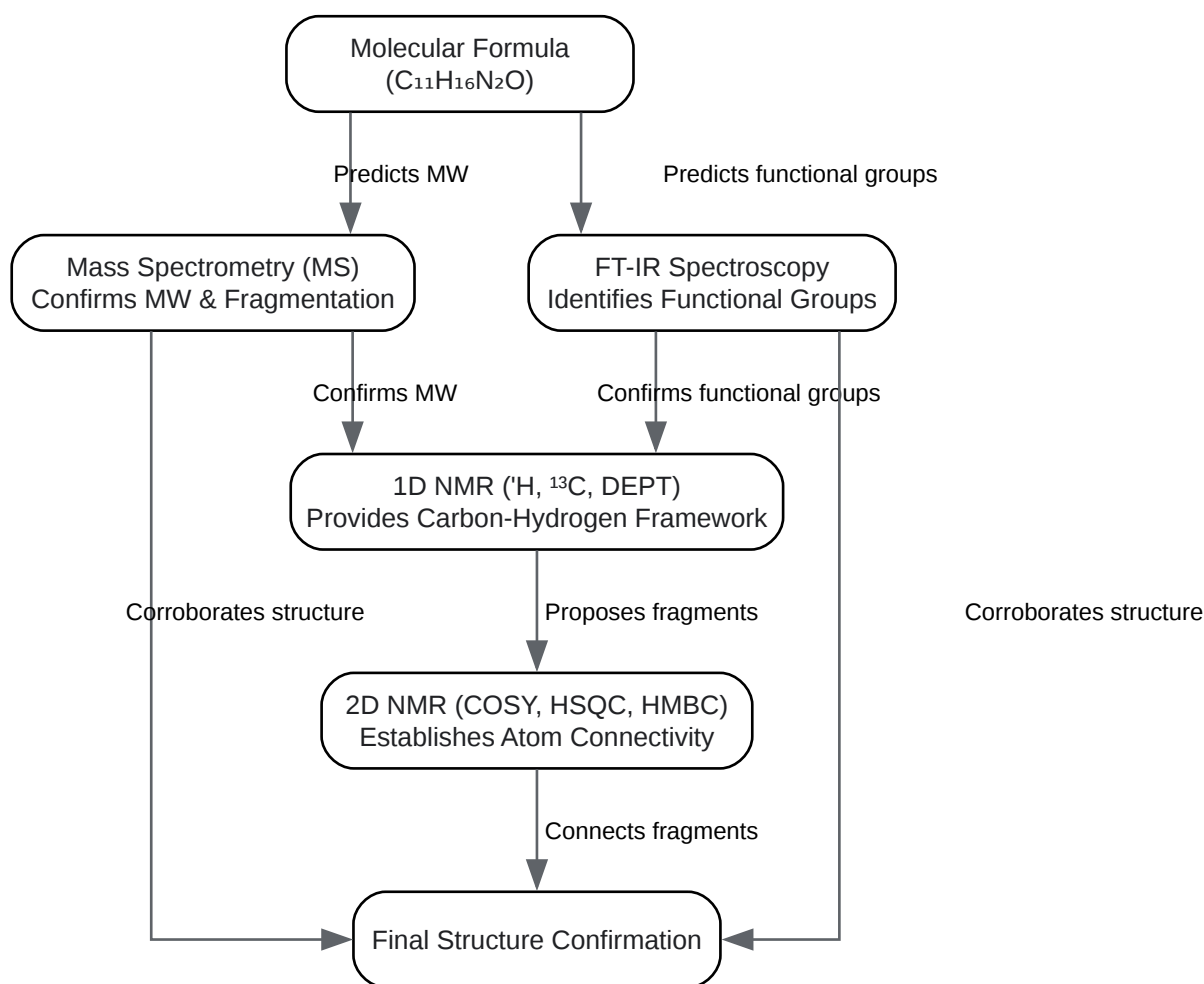 Molecular Formula
(C₁₁H₁₆N₂O)
Predicts MW
Predicts functional groups
Mass Spectrometry (MS)
Confirms MW & Fragmentation
FT-IR Spectroscopy
Identifies Functional Groups
Confirms MW
Confirms functional groups
1D NMR ('H, ¹³C, DEPT)
Provides Carbon-Hydrogen Framework
Corroborates structure
Proposes fragments
Corroborates structure
2D NMR (COSY, HSQC, HMBC)
Establishes Atom Connectivity
Connects fragments
Final Structure Confirmation